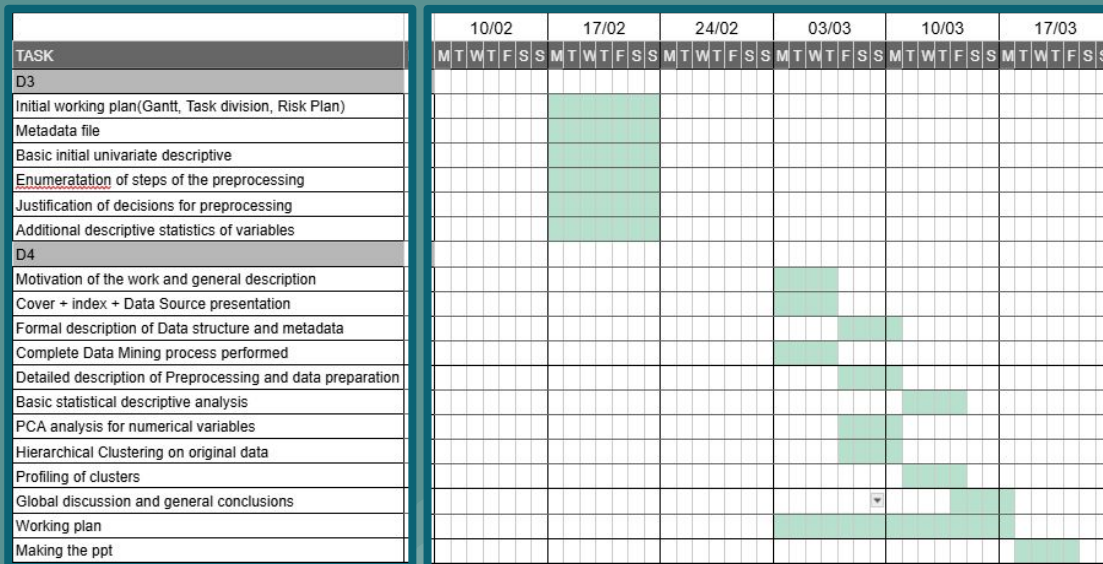 10/02 17/02 24/02 03/03 10/03 17/03
TASK M T W T F S S M T W T F S S M T W T F S S M T W T F S S M T W T F S S M T W T F S S
D3
Initial working plan(Gantt, Task division, Risk Plan)
Metadata file
Basic initial univariate descriptive
Enumeratation of steps of the preprocessing
Justification of decisions for preprocessing
Additional descriptive statistics of variables
D4
Motivation of the work and general description
Cover + index + Data Source presentation
Formal description of Data structure and metadata
Complete Data Mining process performed
Detailed description of Preprocessing and data preparation
Basic statistical descriptive analysis
PCA analysis for numerical variables
Hierarchical Clustering on original data
Profiling of clusters
Global discussion and general conclusions
Working plan
Making the ppt